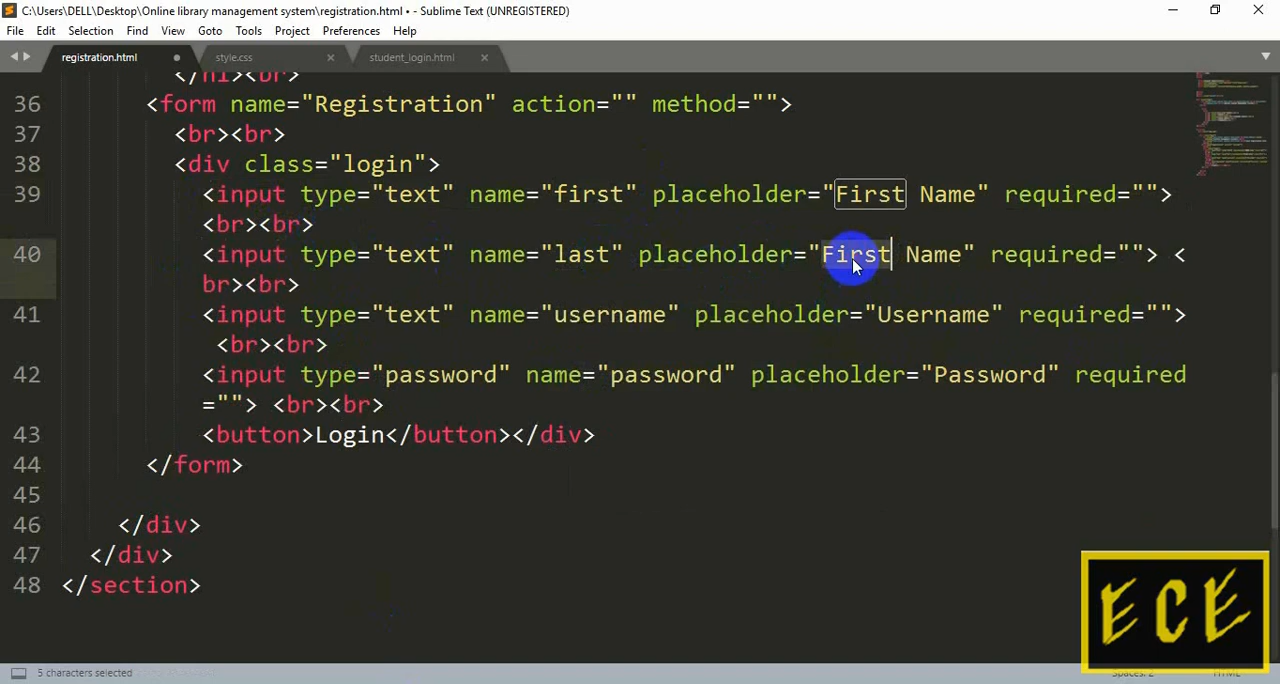 C:\Users\DELL\Desktop\Online library management system\registration.html • - Sublime Text (UNREGISTERED)
File Edit Selection Find View Goto Tools Project Preferences Help
registration.html style.css student_login.html
</h1><br>
36 <form name="Registration" action="" method="">
37 <br><br>
38 <div class="login">
39 <input type="text" name="first" placeholder="First Name" required="">
<br><br>
40 <input type="text" name="last" placeholder="First Name" required=""> <
br><br>
41 <input type="text" name="username" placeholder="Username" required="">
<br><br>
42 <input type="password" name="password" placeholder="Password" required
=""> <br><br>
43 <button>Login</button></div>
44 </form>
45
46 </div>
47 </div>
48 </section>
ECE
5 characters selected
Spaces: 2 HTML